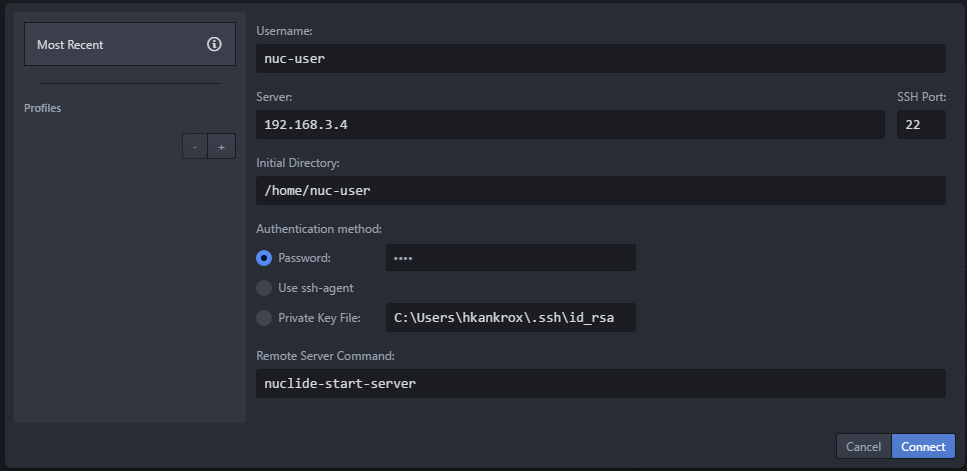 Most Recent
Profiles
- +
Username:
nuc-user
Server: SSH Port:
192.168.3.4 22
Initial Directory:
/home/nuc-user
Authentication method:
Password: ••••
Use ssh-agent
Private Key File: C:\Users\hkankrox\.ssh\id_rsa
Remote Server Command:
nuclide-start-server
Cancel Connect